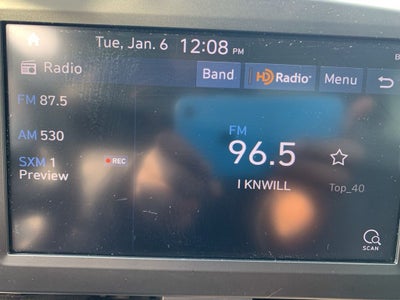 Tue, Jan. 6 12:08 PM
Radio Band HD Radio Menu
FM 87.5
AM 530
SXM 1 REC
Preview
FM
96.5
I KNWILL
Top_40
SCAN